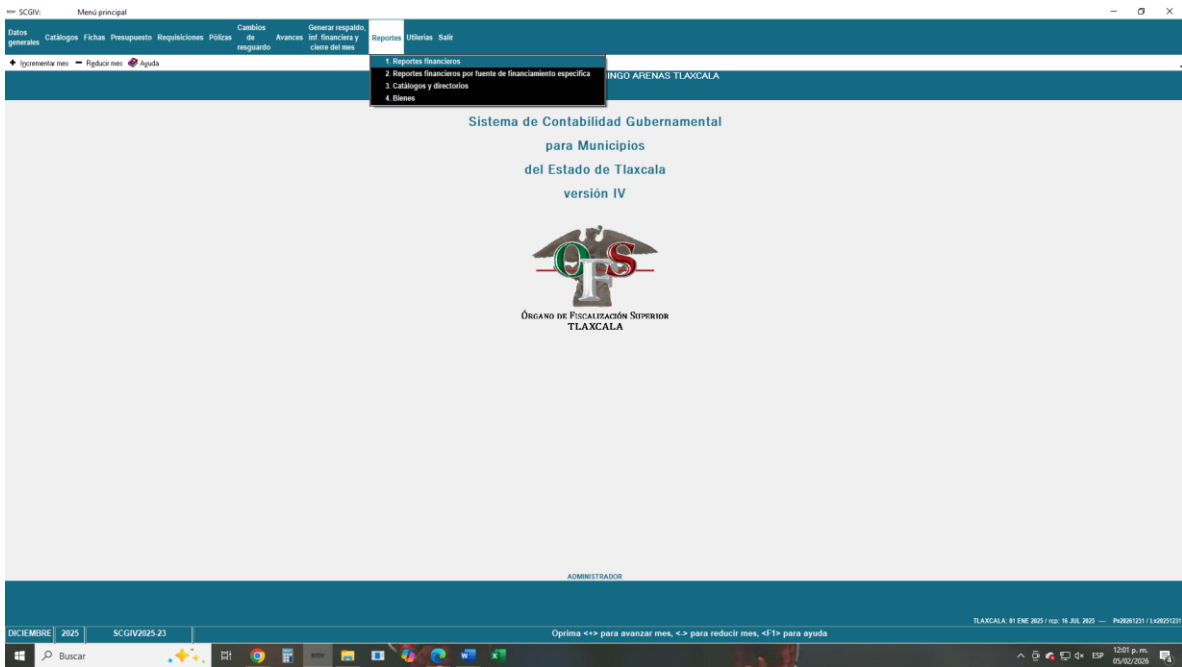 SCGIV: Menú principal
Datos generales Catálogos Fichas Presupuesto Requisiciones Pólizas Cambios de resguardo Avances Generar respaldo, inf. financiera y cierre del mes Reportes Utilerias Salir
Incrementar mes Reducir mes Ayuda
1. Reportes financieros
2. Reportes financieros por fuente de financiamiento especifica
3. Catálogos y directorios
4. Bienes
INGO ARENAS TLAXCALA
Sistema de Contabilidad Gubernamental
para Municipios
del Estado de Tlaxcala
versión IV
OFS
ÓRGANO DE FISCALIZACIÓN SUPERIOR
TLAXCALA
ADMINISTRADOR
TLAXCALA: 01 ENE 2025 / rcp: 16 JUL 2025 --- Px20261231 / Lx20251231
DICIEMBRE 2025 SCGIV2025-23 Oprima <+> para avanzar mes, <-> para reducir mes, <F1> para ayuda
Buscar ESP 12:01 p. m.
05/02/2026